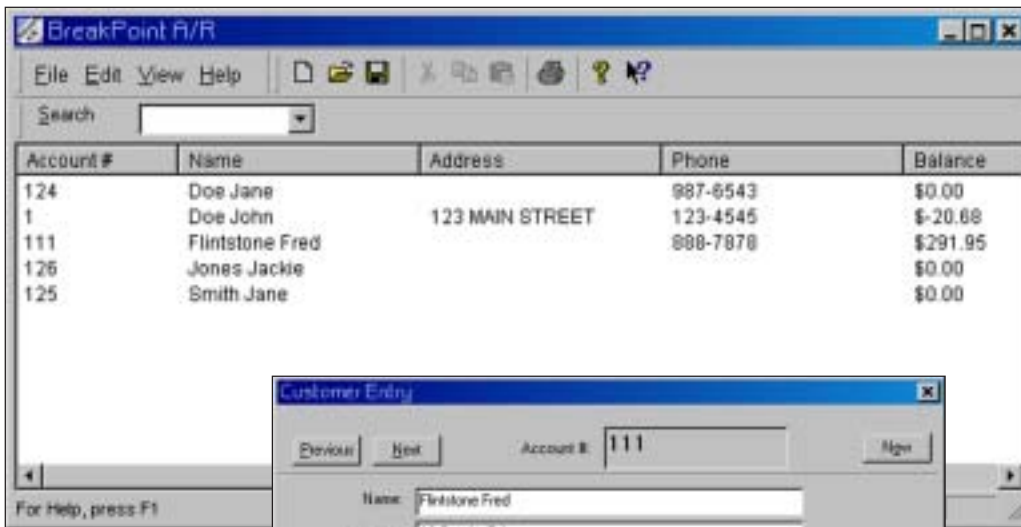 BreakPoint A/R
File Edit View Help
Search
Account # Name Address Phone Balance
124 Doe Jane 987-6543 $0.00
1 Doe John 123 MAIN STREET 123-4545 $-20.68
111 Flintstone Fred 888-7878 $291.95
126 Jones Jackie $0.00
125 Smith Jane $0.00
Customer Entry
Previous Next Account #: 111 New
Name: Flintstone Fred
For Help, press F1